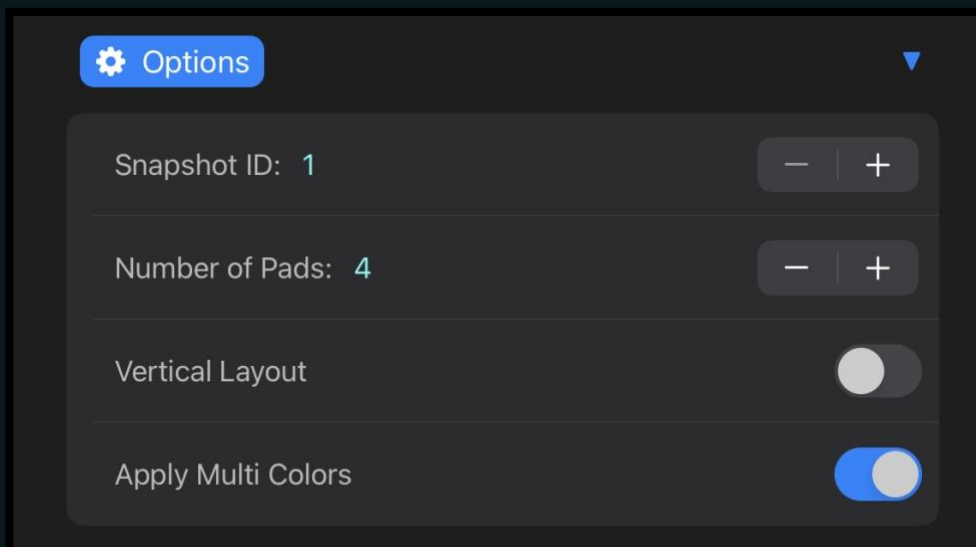 Options
Snapshot ID: 1
Number of Pads: 4
Vertical Layout
Apply Multi Colors